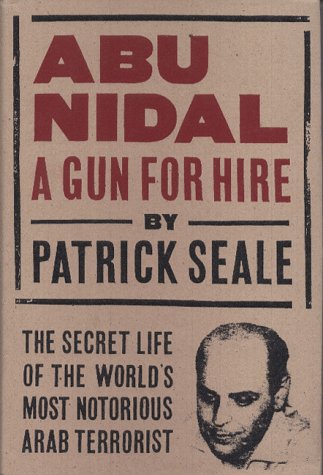 ABU
NIDAL
A GUN FOR HIRE
BY
PATRICK SEALE
THE SECRET LIFE
OF THE WORLD'S
MOST NOTORIOUS
ARAB TERRORIST